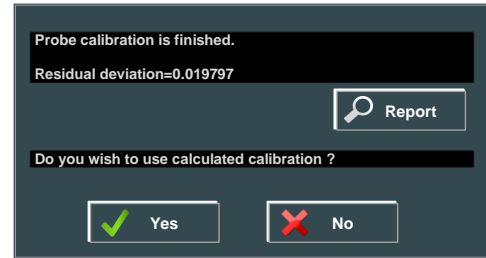 Probe calibration is finished.
Residual deviation=0.019797
Report
Do you wish to use calculated calibration ?
Yes
No